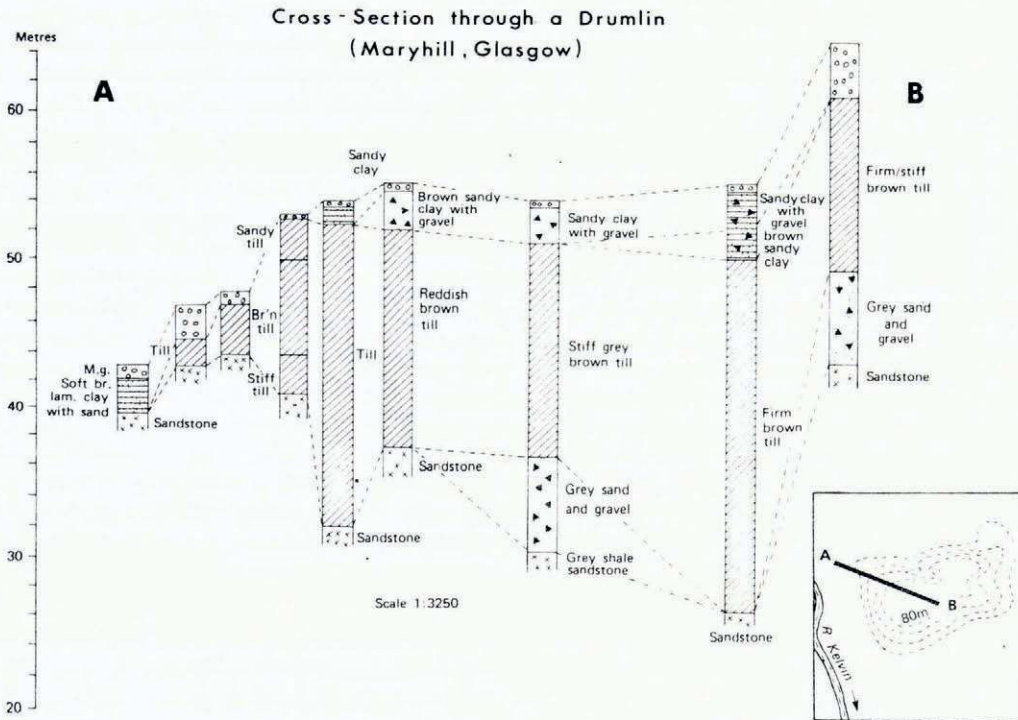 Cross-Section through a Drumlin
(Maryhill, Glasgow)
Metres
60
50
40
30
20
A
B
M.g.
Soft br.
lam. clay
with sand
Sandstone
Till
Sandy
till
Br'n
till
Stiff
till
Sandy
clay
Till
Sandstone
Brown sandy
clay with
gravel
Reddish
brown
till
Sandstone
Sandy clay
with gravel
Stiff grey
brown till
Grey sand
and gravel
Grey shale
sandstone
Sandy clay
with
gravel
brown
sandy
clay
Firm
brown
till
Sandstone
Firm/stiff
brown till
Grey sand
and
gravel
Sandstone
Scale 1:3250
A
B
80m
R. Kelvin